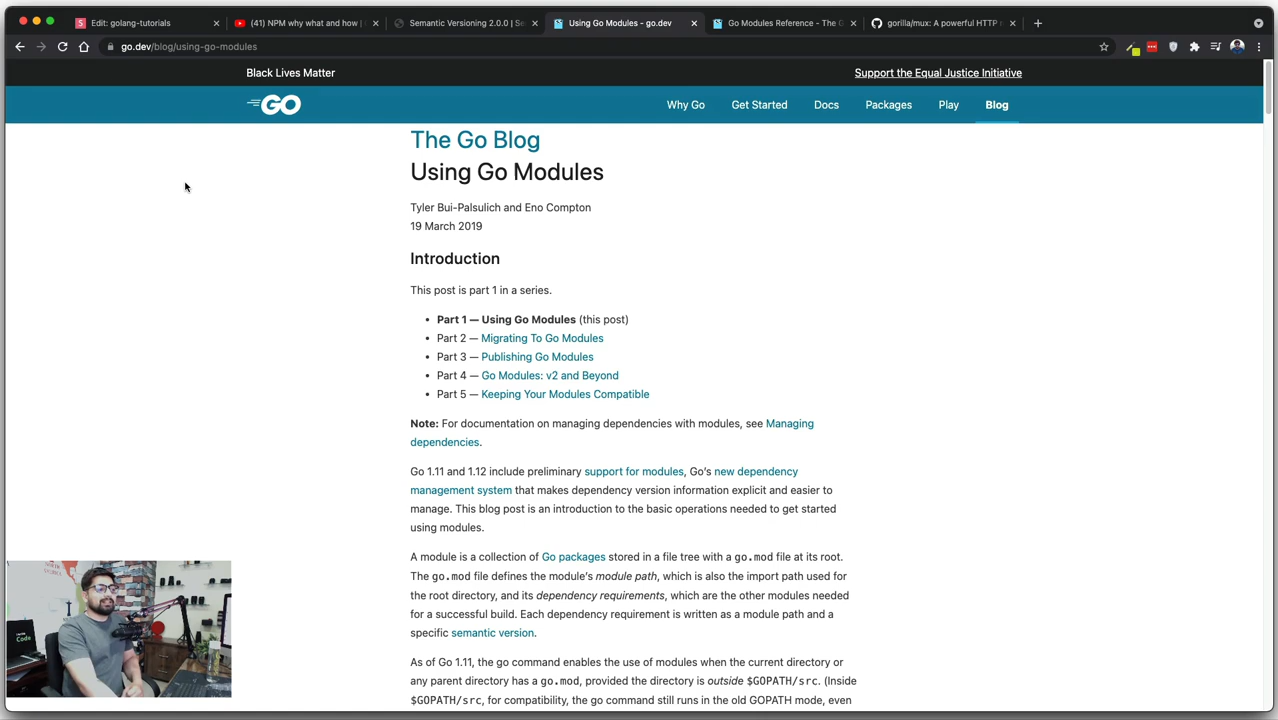 Edit: golang-tutorials
(41) NPM why what and how |
Semantic Versioning 2.0.0 | Se
Using Go Modules - go.dev
Go Modules Reference - The G
gorilla/mux: A powerful HTTP r
go.dev/blog/using-go-modules
Black Lives Matter
Support the Equal Justice Initiative
GO
Why Go
Get Started
Docs
Packages
Play
Blog
The Go Blog
Using Go Modules
Tyler Bui-Palsulich and Eno Compton
19 March 2019
Introduction
This post is part 1 in a series.
• Part 1 — Using Go Modules (this post)
• Part 2 — Migrating To Go Modules
• Part 3 — Publishing Go Modules
• Part 4 — Go Modules: v2 and Beyond
• Part 5 — Keeping Your Modules Compatible
Note: For documentation on managing dependencies with modules, see Managing
dependencies.
Go 1.11 and 1.12 include preliminary support for modules, Go’s new dependency
management system that makes dependency version information explicit and easier to
manage. This blog post is an introduction to the basic operations needed to get started
using modules.
A module is a collection of Go packages stored in a file tree with a go.mod file at its root.
The go.mod file defines the module’s module path, which is also the import path used for
the root directory, and its dependency requirements, which are the other modules needed
for a successful build. Each dependency requirement is written as a module path and a
specific semantic version.
As of Go 1.11, the go command enables the use of modules when the current directory or
any parent directory has a go.mod, provided the directory is outside $GOPATH/src. (Inside
$GOPATH/src, for compatibility, the go command still runs in the old GOPATH mode, even
Code